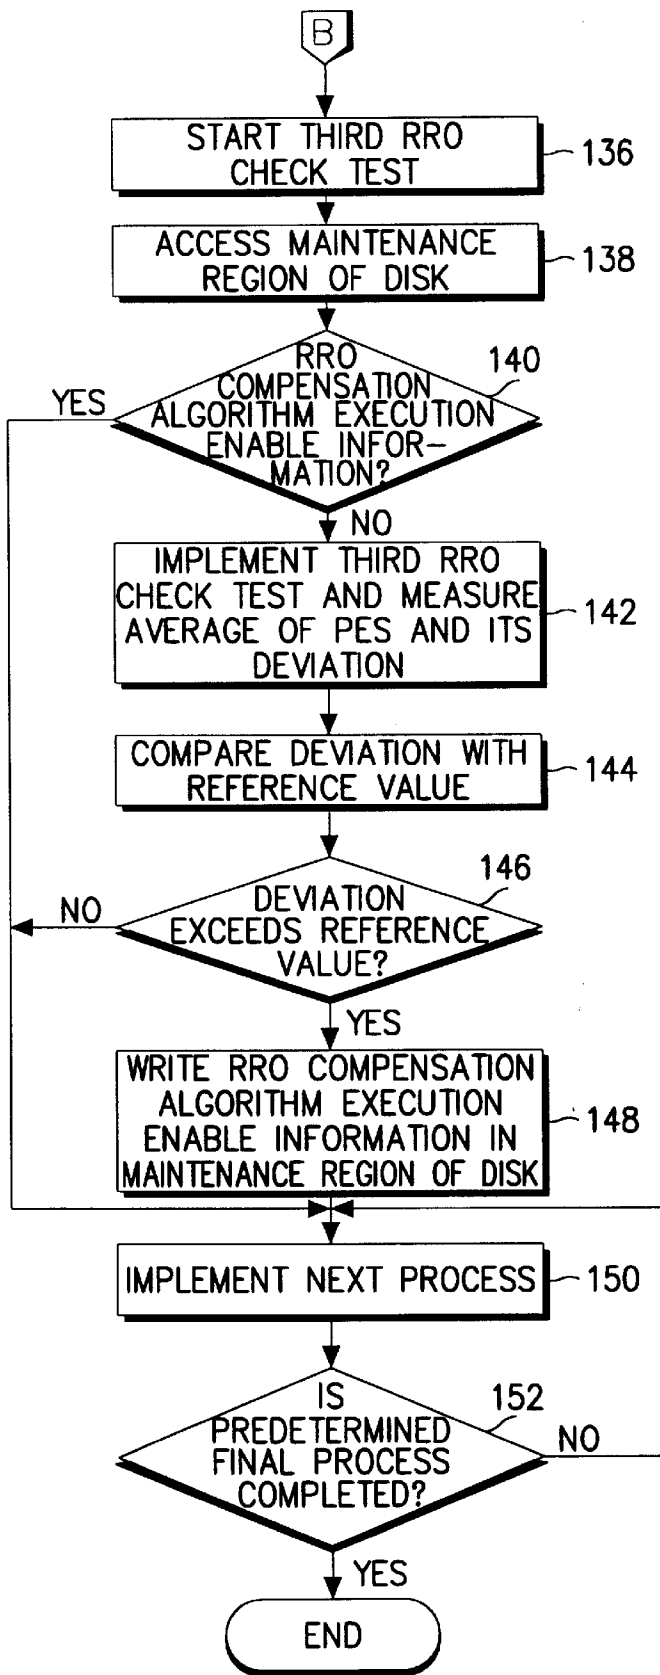 B
START THIRD RRO
CHECK TEST
136
ACCESS MAINTENANCE
REGION OF DISK
138
RRO
COMPENSATION
ALGORITHM EXECUTION
ENABLE INFOR-
MATION?
140
YES
NO
IMPLEMENT THIRD RRO
CHECK TEST AND MEASURE
AVERAGE OF PES AND ITS
DEVIATION
142
COMPARE DEVIATION WITH
REFERENCE VALUE
144
DEVIATION
EXCEEDS REFERENCE
VALUE?
146
NO
YES
WRITE RRO COMPENSATION
ALGORITHM EXECUTION
ENABLE INFORMATION IN
MAINTENANCE REGION OF DISK
148
IMPLEMENT NEXT PROCESS
150
IS
PREDETERMINED
FINAL PROCESS
COMPLETED?
152
NO
YES
END